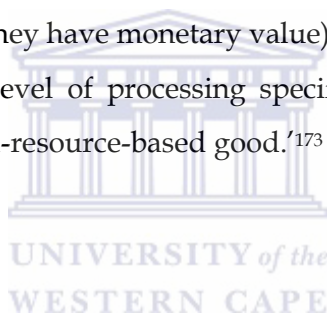 hey have monetary value)
evel of processing speci
-resource-based good.’173
UNIVERSITY of the
WESTERN CAPE